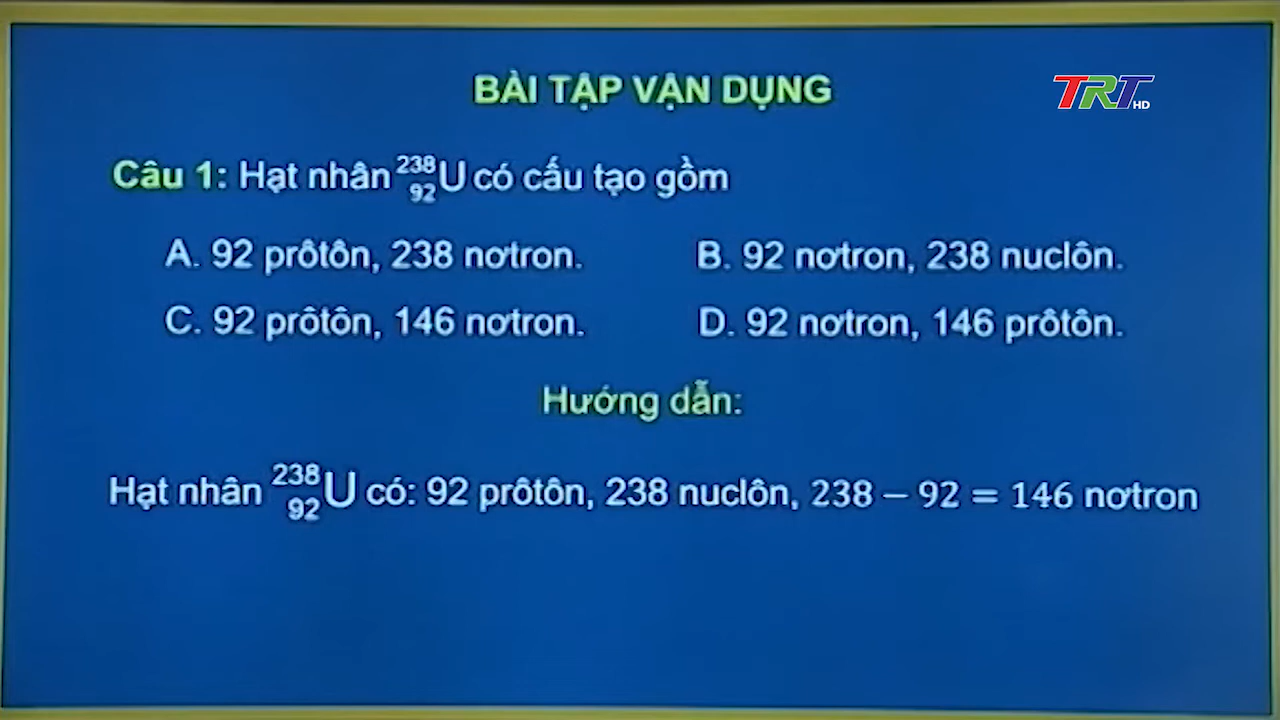 BÀI TẬP VẬN DỤNG
TRT HD
Câu 1: Hạt nhân ²³⁸₉₂U có cấu tạo gồm
A. 92 prôtôn, 238 nơtron. B. 92 nơtron, 238 nuclôn.
C. 92 prôtôn, 146 nơtron. D. 92 nơtron, 146 prôtôn.
Hướng dẫn:
Hạt nhân ²³⁸₉₂U có: 92 prôtôn, 238 nuclôn, 238 − 92 = 146 nơtron